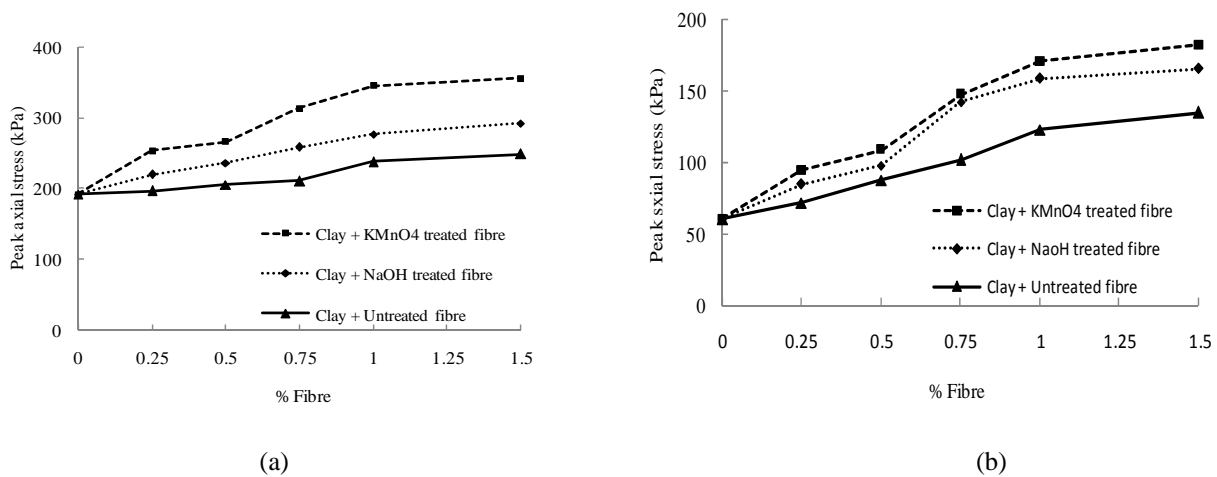 400
300
200
100
0
Peak axial stress (kPa)
Clay + KMnO4 treated fibre
Clay + NaOH treated fibre
Clay + Untreated fibre
0 0.25 0.5 0.75 1 1.25 1.5
% Fibre
(a)
200
150
100
50
0
Peak sxial stress (kPa)
Clay + KMnO4 treated fibre
Clay + NaoH treated fibre
Clay + Untreated fibre
0 0.25 0.5 0.75 1 1.25 1.5
% Fibre
(b)